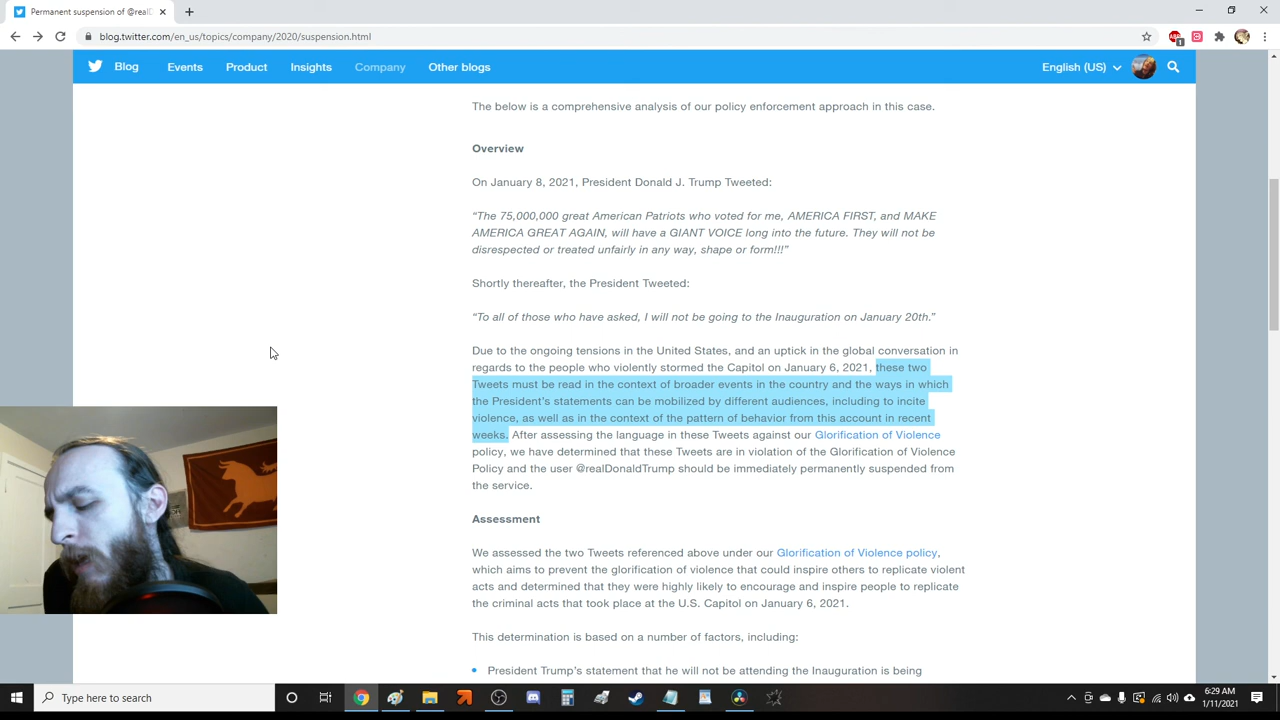 Permanent suspension of @realD
blog.twitter.com/en_us/topics/company/2020/suspension.html
1
Blog Events Product Insights Company Other blogs English (US)
The below is a comprehensive analysis of our policy enforcement approach in this case.
Overview
On January 8, 2021, President Donald J. Trump Tweeted:
“The 75,000,000 great American Patriots who voted for me, AMERICA FIRST, and MAKE
AMERICA GREAT AGAIN, will have a GIANT VOICE long into the future. They will not be
disrespected or treated unfairly in any way, shape or form!!!”
Shortly thereafter, the President Tweeted:
“To all of those who have asked, I will not be going to the Inauguration on January 20th.”
Due to the ongoing tensions in the United States, and an uptick in the global conversation in
regards to the people who violently stormed the Capitol on January 6, 2021, these two
Tweets must be read in the context of broader events in the country and the ways in which
the President’s statements can be mobilized by different audiences, including to incite
violence, as well as in the context of the pattern of behavior from this account in recent
weeks. After assessing the language in these Tweets against our Glorification of Violence
policy, we have determined that these Tweets are in violation of the Glorification of Violence
Policy and the user @realDonaldTrump should be immediately permanently suspended from
the service.
Assessment
We assessed the two Tweets referenced above under our Glorification of Violence policy,
which aims to prevent the glorification of violence that could inspire others to replicate violent
acts and determined that they were highly likely to encourage and inspire people to replicate
the criminal acts that took place at the U.S. Capitol on January 6, 2021.
This determination is based on a number of factors, including:
President Trump’s statement that he will not be attending the Inauguration is being
Type here to search
6:29 AM
1/11/2021